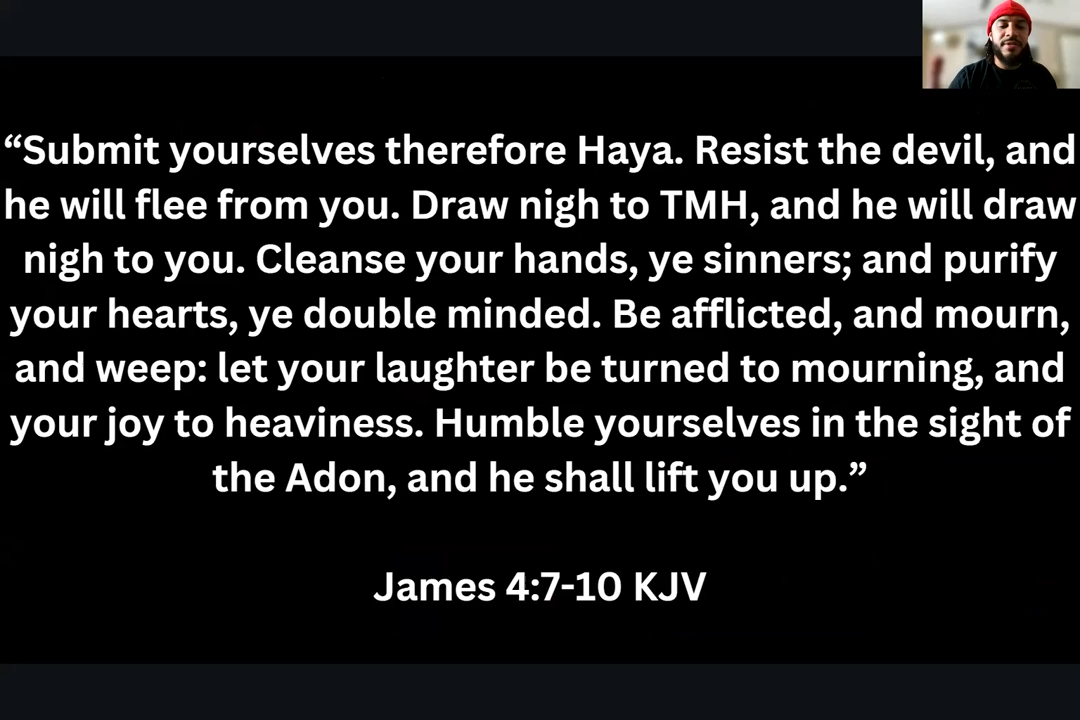 “Submit yourselves therefore Haya. Resist the devil, and
he will flee from you. Draw nigh to TMH, and he will draw
nigh to you. Cleanse your hands, ye sinners; and purify
your hearts, ye double minded. Be afflicted, and mourn,
and weep: let your laughter be turned to mourning, and
your joy to heaviness. Humble yourselves in the sight of
the Adon, and he shall lift you up.”
James 4:7-10 KJV